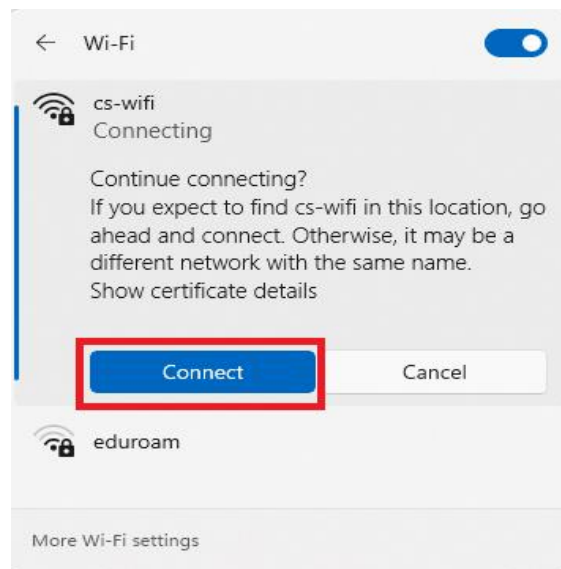 Wi-Fi
cs-wifi
Connecting
Continue connecting?
If you expect to find cs-wifi in this location, go
ahead and connect. Otherwise, it may be a
different network with the same name.
Show certificate details
Connect
Cancel
eduroam
More Wi-Fi settings